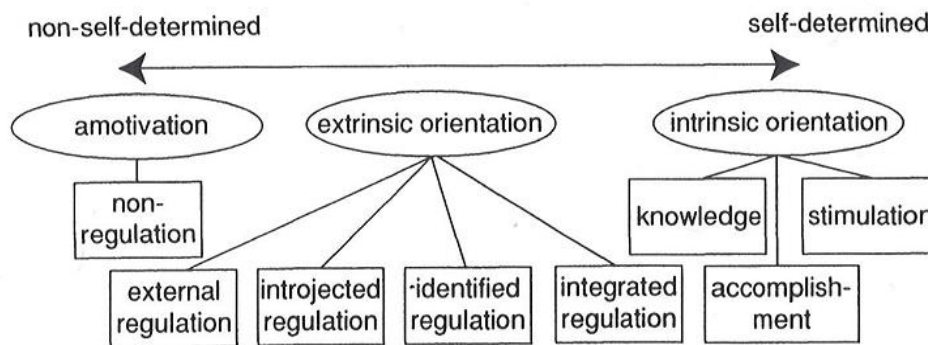 non-self-determined
self-determined
amotivation
extrinsic orientation
intrinsic orientation
non-
regulation
knowledge
stimulation
external
regulation
introjected
regulation
identified
regulation
integrated
regulation
accomplish-
ment